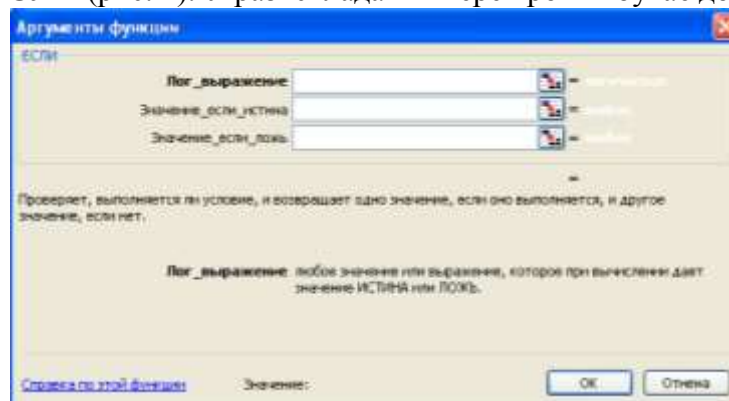 Аргументы функции
ЕСЛИ
Лог_выражение =
Значение_если_истина =
Значение_если_ложь =
=
Проверяет, выполняется ли условие, и возвращает одно значение, если оно выполняется, и другое
значение, если нет.
Лог_выражение любое значение или выражение, которое при вычислении дает
значение ИСТИНА или ЛОЖЬ.
Справка по этой функции Значение: ОК Отмена